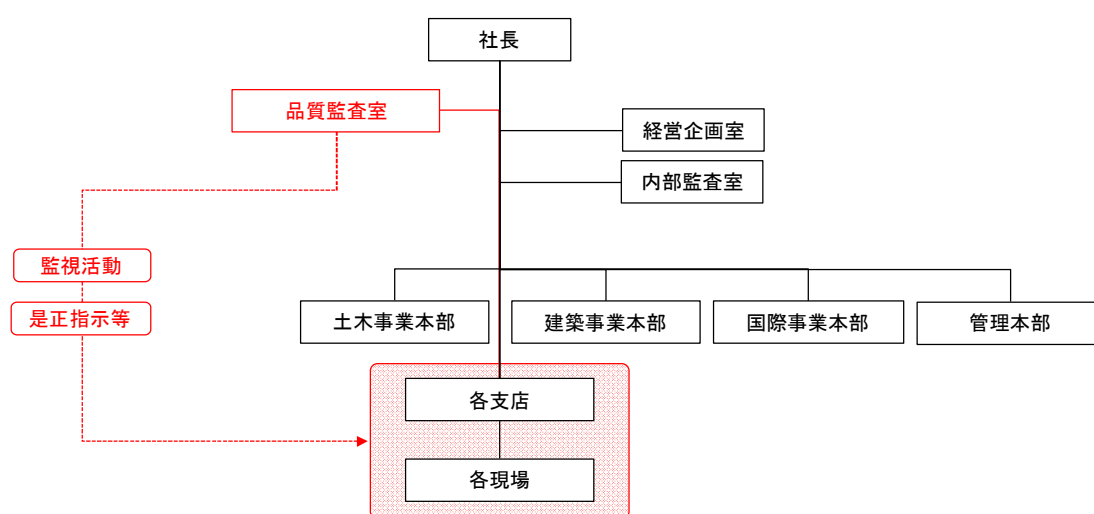 社長
品質監査室
経営企画室
内部監査室
監視活動
是正指示等
土木事業本部
建築事業本部
国際事業本部
管理本部
各支店
各現場